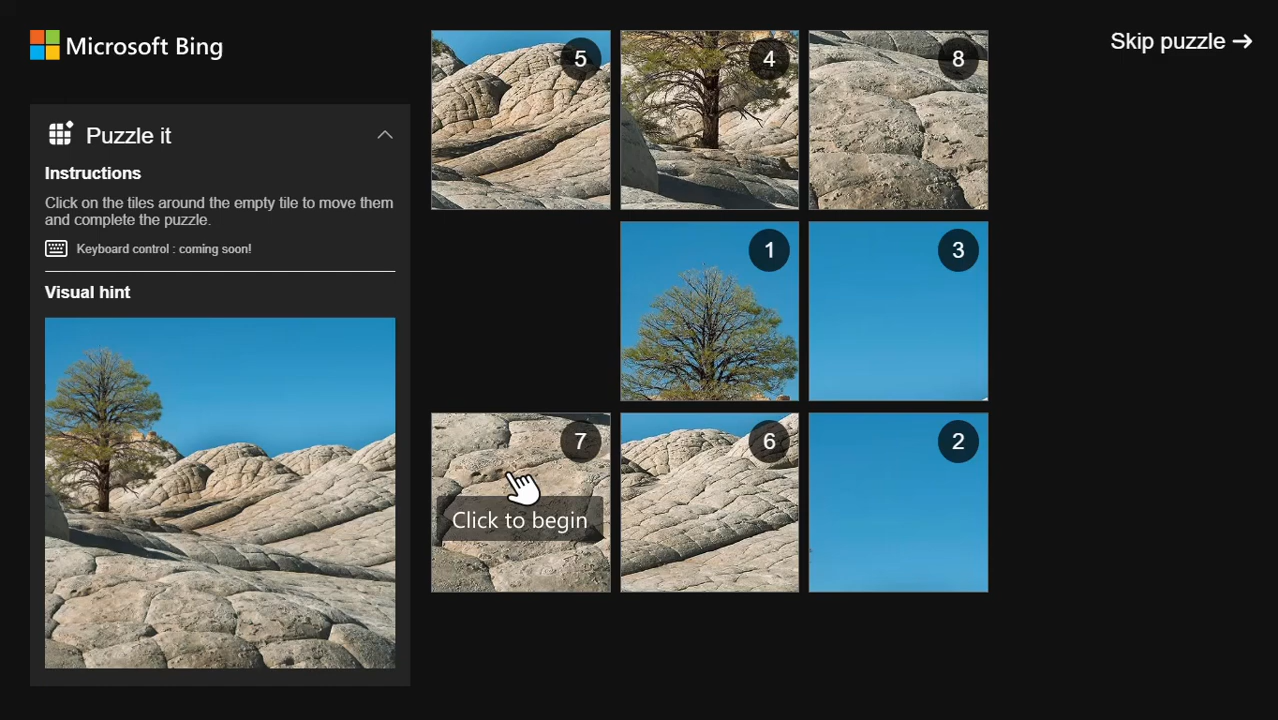 Microsoft Bing
Skip puzzle →
Puzzle it
Instructions
Click on the tiles around the empty tile to move them
and complete the puzzle.
Keyboard control : coming soon!
Visual hint
5
4
8
1
3
7
6
2
Click to begin